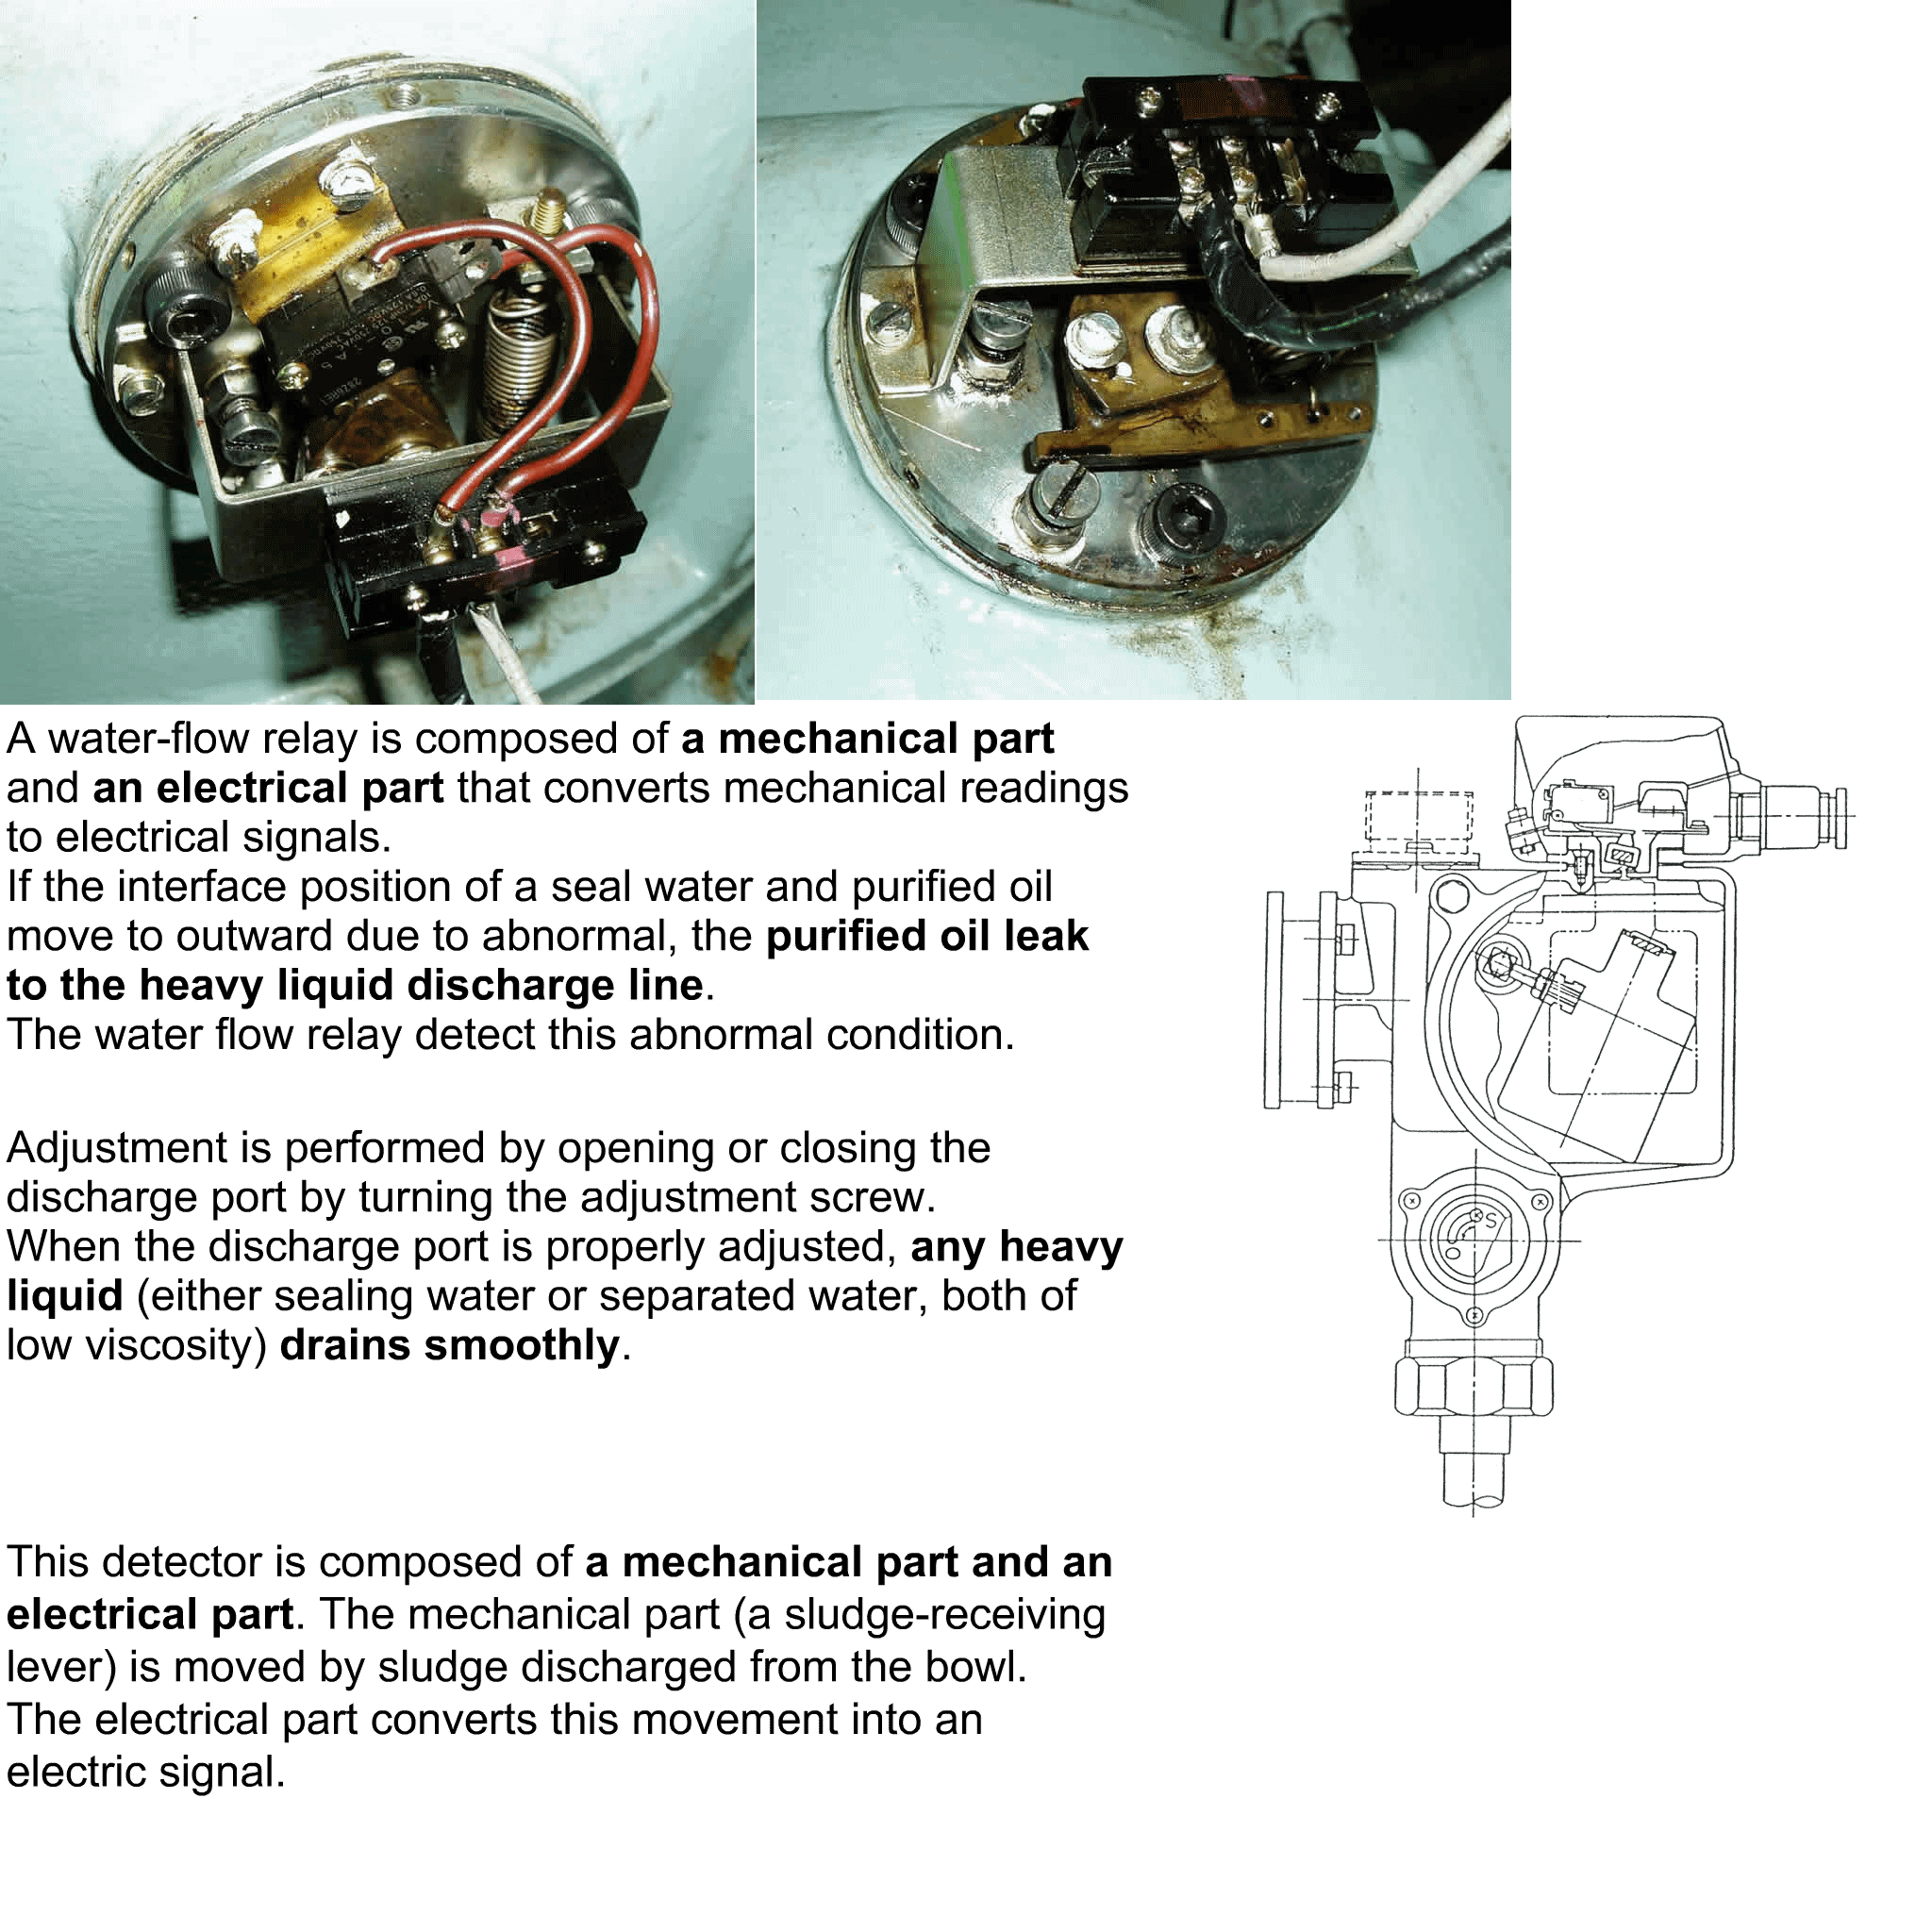 A water-flow relay is composed of a mechanical part
and an electrical part that converts mechanical readings
to electrical signals.
If the interface position of a seal water and purified oil
move to outward due to abnormal, the purified oil leak
to the heavy liquid discharge line.
The water flow relay detect this abnormal condition.
Adjustment is performed by opening or closing the
discharge port by turning the adjustment screw.
When the discharge port is properly adjusted, any heavy
liquid (either sealing water or separated water, both of
low viscosity) drains smoothly.
S
O
This detector is composed of a mechanical part and an
electrical part. The mechanical part (a sludge-receiving
lever) is moved by sludge discharged from the bowl.
The electrical part converts this movement into an
electric signal.